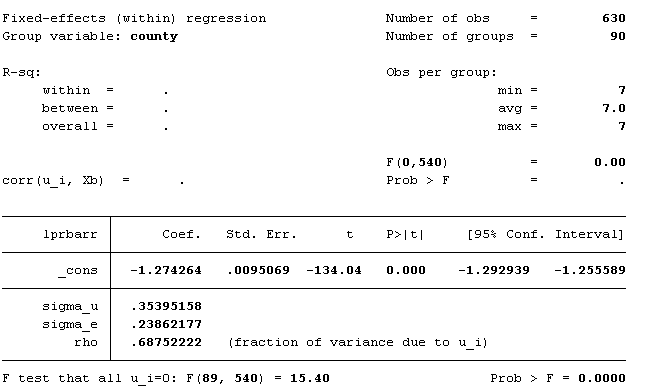 Fixed-effects (within) regression Number of obs = 630
Group variable: county Number of groups = 90
R-sq: Obs per group:
within = . min = 7
between = . avg = 7.0
overall = . max = 7
F(0,540) = 0.00
corr(u_i, Xb) = . Prob > F = .
lprbarr Coef. Std. Err. t P>|t| [95% Conf. Interval]
_cons -1.274264 .0095069 -134.04 0.000 -1.292939 -1.255589
sigma_u .35395158
sigma_e .23862177
rho .68752222 (fraction of variance due to u_i)
F test that all u_i=0: F(89, 540) = 15.40 Prob > F = 0.0000